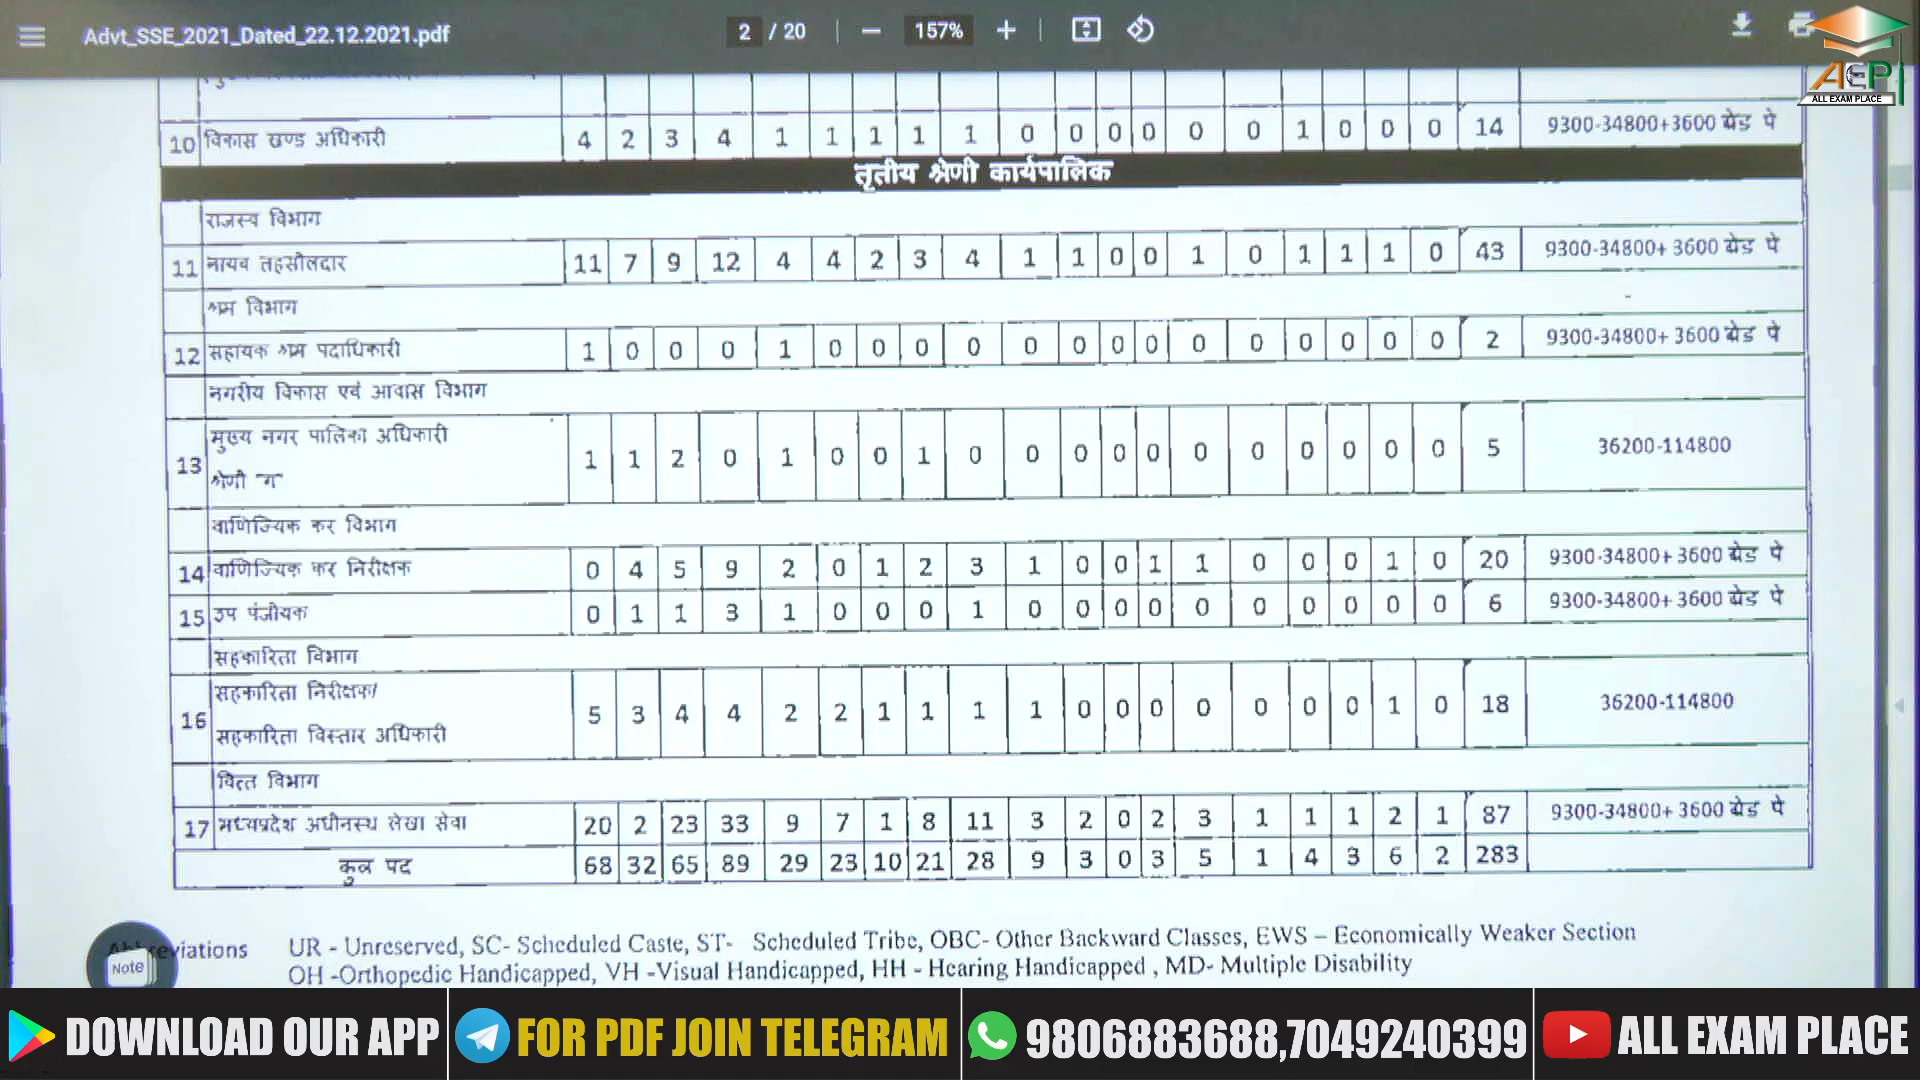 Advt_SSE_2021_Dated_22.12.2021.pdf 2 / 20 157%
AEP
ALL EXAM PLACE
10 विकास खण्ड अधिकारी 4 2 3 4 1 1 1 1 1 0 0 0 0 0 0 1 0 0 0 14 9300-34800+3600 ग्रेड पे
तृतीय श्रेणी कार्यपालिक
राजस्व विभाग
11 नायब तहसीलदार 11 7 9 12 4 4 2 3 4 1 1 0 0 1 0 1 1 1 0 43 9300-34800+ 3600 ग्रेड पे
श्रम विभाग
12 सहायक श्रम पदाधिकारी 1 0 0 0 1 0 0 0 0 0 0 0 0 0 0 0 0 0 0 2 9300-34800+ 3600 ग्रेड पे
नगरीय विकास एवं आवास विभाग
13 मुख्य नगर पालिका अधिकारी श्रेणी "ग" 1 1 2 0 1 0 0 1 0 0 0 0 0 0 0 0 0 0 0 5 36200-114800
वाणिज्यिक कर विभाग
14 वाणिज्यिक कर निरीक्षक 0 4 5 9 2 0 1 2 3 1 0 0 1 1 0 0 0 1 0 20 9300-34800+ 3600 ग्रेड पे
15 उप पंजीयक 0 1 1 3 1 0 0 0 1 0 0 0 0 0 0 0 0 0 0 6 9300-34800+ 3600 ग्रेड पे
सहकारिता विभाग
16 सहकारिता निरीक्षक/ सहकारिता विस्तार अधिकारी 5 3 4 4 2 2 1 1 1 1 0 0 0 0 0 0 0 1 0 18 36200-114800
वित्त विभाग
17 मध्यप्रदेश अधीनस्थ लेखा सेवा 20 2 23 33 9 7 1 8 11 3 2 0 2 3 1 1 1 2 1 87 9300-34800+ 3600 ग्रेड पे
कुल पद 68 32 65 89 29 23 10 21 28 9 3 0 3 5 1 4 3 6 2 283
Abbreviations UR - Unreserved, SC- Scheduled Caste, ST- Scheduled Tribe, OBC- Other Backward Classes, EWS – Economically Weaker Section
Note
OH -Orthopedic Handicapped, VH -Visual Handicapped, HH - Hearing Handicapped , MD- Multiple Disability
DOWNLOAD OUR APP FOR PDF JOIN TELEGRAM 9806883688,7049240399 ALL EXAM PLACE